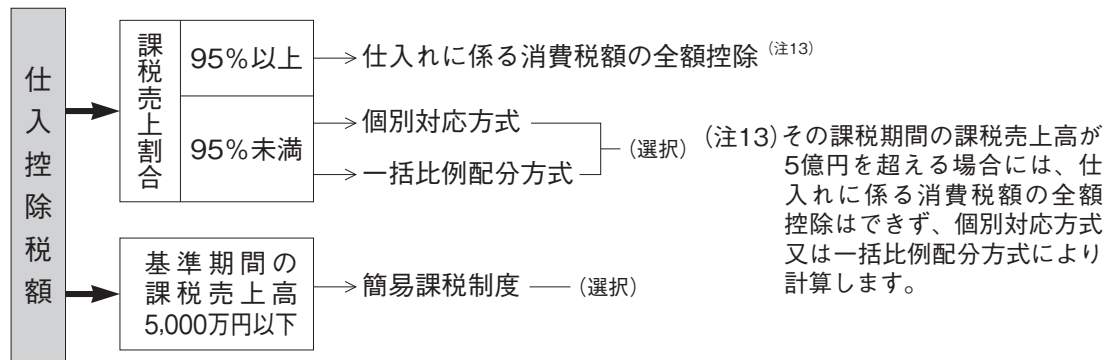 仕入控除税額
課税売上割合
95%以上
仕入れに係る消費税額の全額控除(注13)
95%未満
個別対応方式
一括比例配分方式
(選択)
(注13)その課税期間の課税売上高が
5億円を超える場合には、仕
入れに係る消費税額の全額
控除はできず、個別対応方式
又は一括比例配分方式により
計算します。
基準期間の
課税売上高
5,000万円以下
簡易課税制度
(選択)